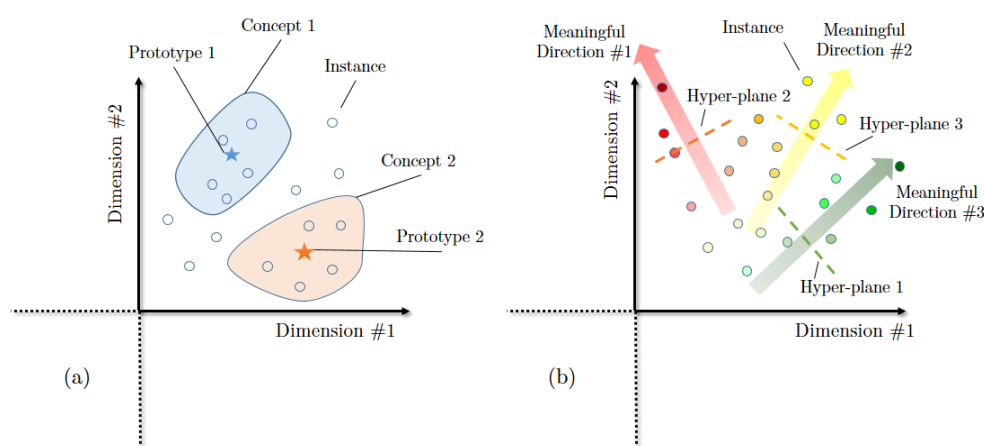 Concept 1
Prototype 1
Instance
Dimension #2
Concept 2
Prototype 2
Dimension #1
(a)
Meaningful
Direction #1
Instance
Meaningful
Direction #2
Hyper-plane 2
Dimension #2
Hyper-plane 3
Meaningful
Direction #3
Hyper-plane 1
Dimension #1
(b)